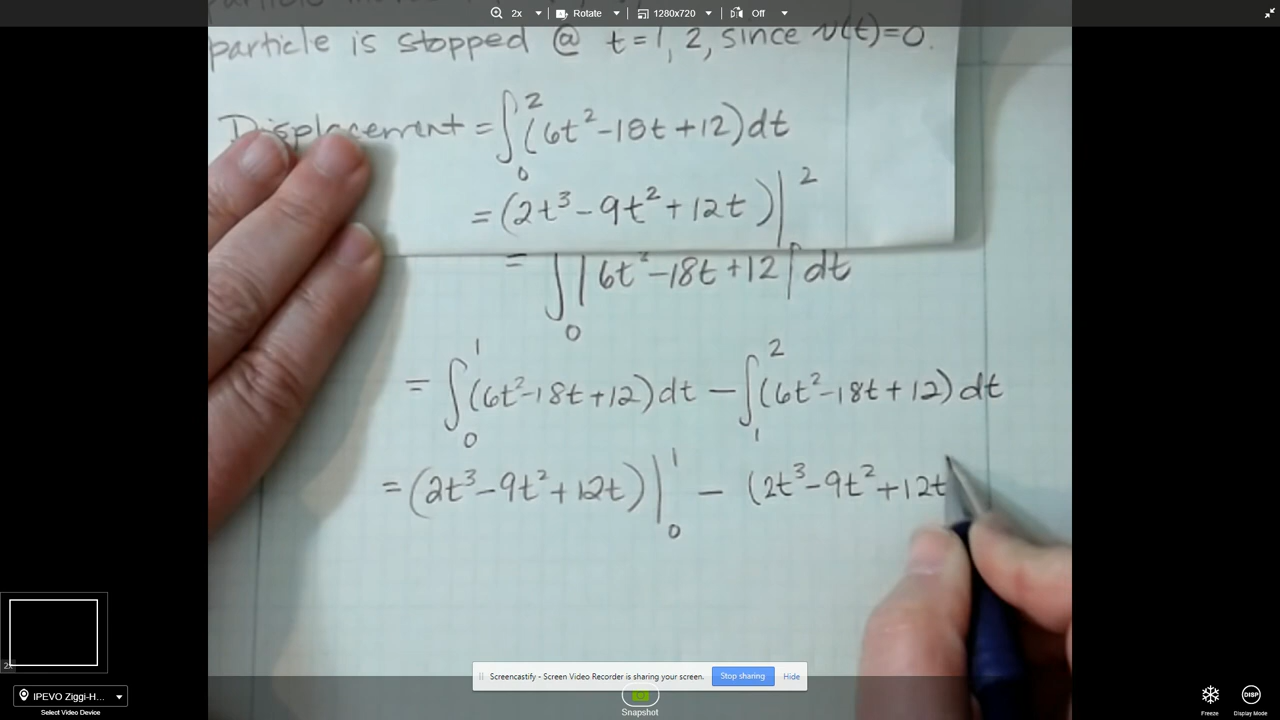 2x Rotate 1280x720 Off
particle
particle is stopped @ t=1, 2, since v(t)=0.
Displacement = ∫₀² (6t²-18t+12)dt
= (2t³-9t²+12t)|²
= ∫₀ |6t²-18t+12| dt
= ∫₀¹ (6t²-18t+12)dt - ∫₁² (6t²-18t+12)dt
= (2t³-9t²+12t)|₀¹ - (2t³-9t²+12t
2x
Screencastify - Screen Video Recorder is sharing your screen. Stop sharing Hide
IPEVO Ziggi-H...
Select Video Device
Snapshot
Freeze
DISP
Display Mode